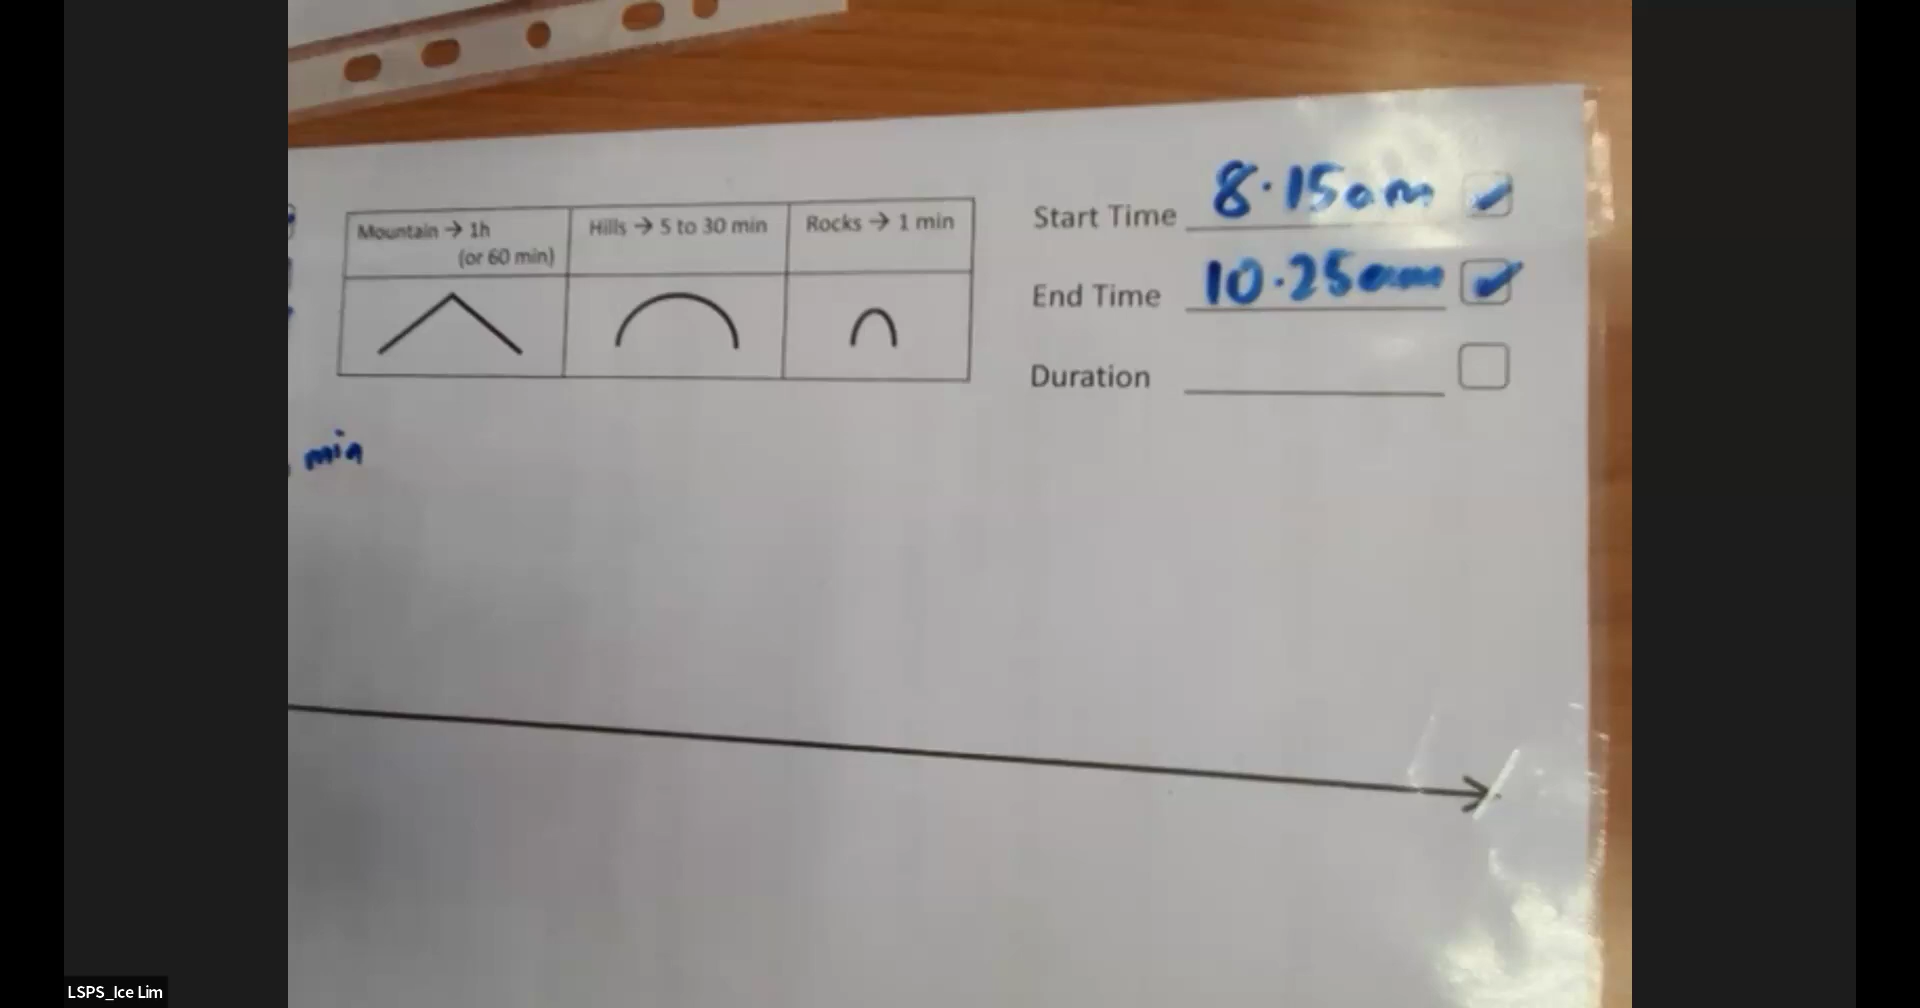 Mountain → 1h
(or 60 min)
Hills → 5 to 30 min
Rocks → 1 min
Start Time 8.15am
End Time 10.25am
Duration
min
LSPS_Ice Lim